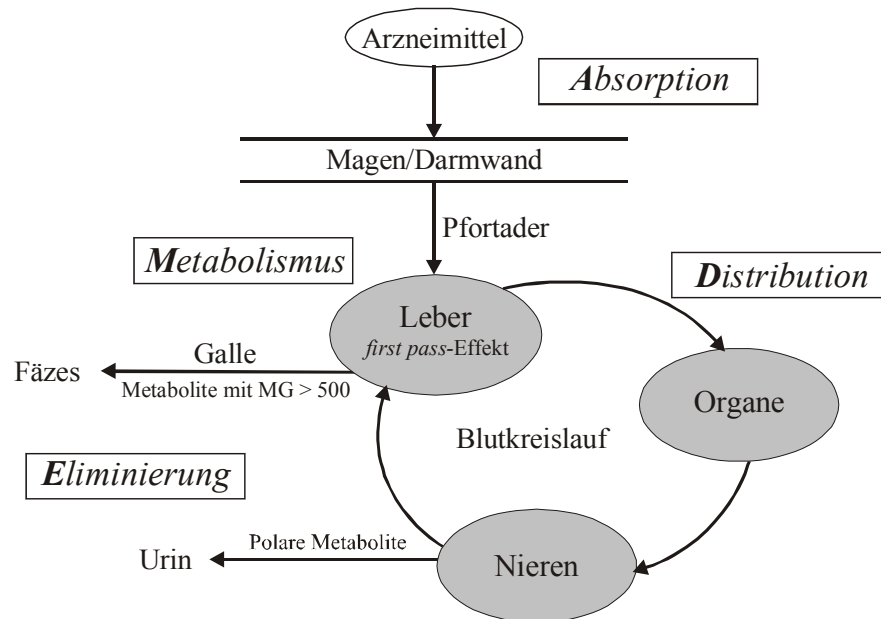 Arzneimittel
Absorption
Magen/Darmwand
Pfortader
Metabolismus
Distribution
Leber
first pass-Effekt
Galle
Fäzes
Metabolite mit MG > 500
Organe
Blutkreislauf
Eliminierung
Polare Metabolite
Urin
Nieren